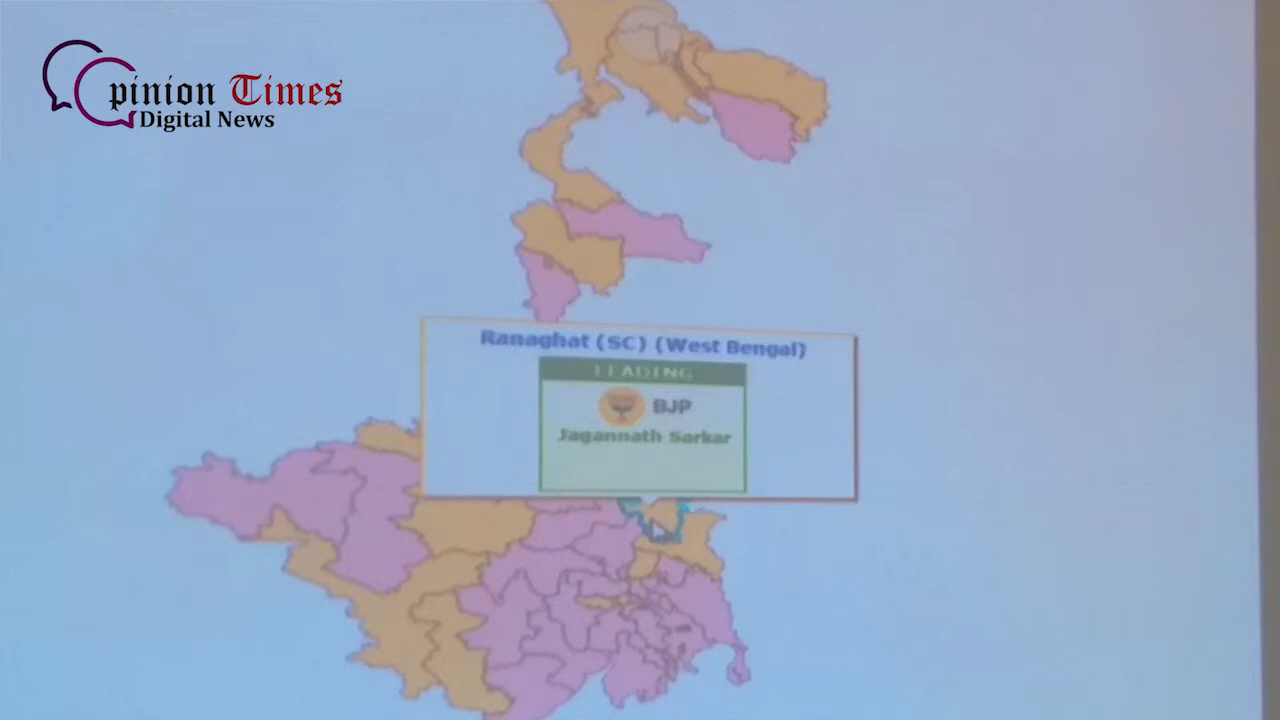 Opinion Times
Digital News
Ranaghat (SC) (West Bengal)
LEADING
BJP
Jagannath Sarkar